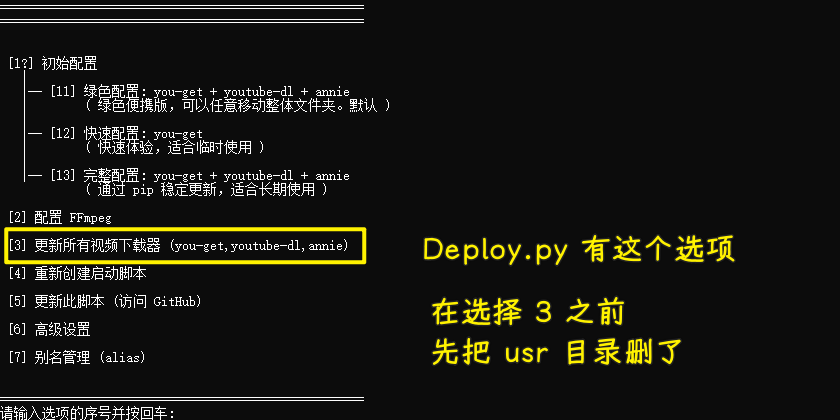 [1?] 初始配置
[11] 绿色配置: you-get + youtube-dl + annie
( 绿色便携版，可以任意移动整体文件夹。默认 )
[12] 快速配置: you-get
( 快速体验，适合临时使用 )
[13] 完整配置: you-get + youtube-dl + annie
( 通过 pip 稳定更新，适合长期使用 )
[2] 配置 FFmpeg
[3] 更新所有视频下载器 (you-get,youtube-dl,annie)
Deploy.py 有这个选项
[4] 重新创建启动脚本
[5] 更新此脚本 (访问 GitHub)
在选择 3 之前
[6] 高级设置
先把 usr 目录删了
[7] 别名管理 (alias)
请输入选项的序号并按回车: